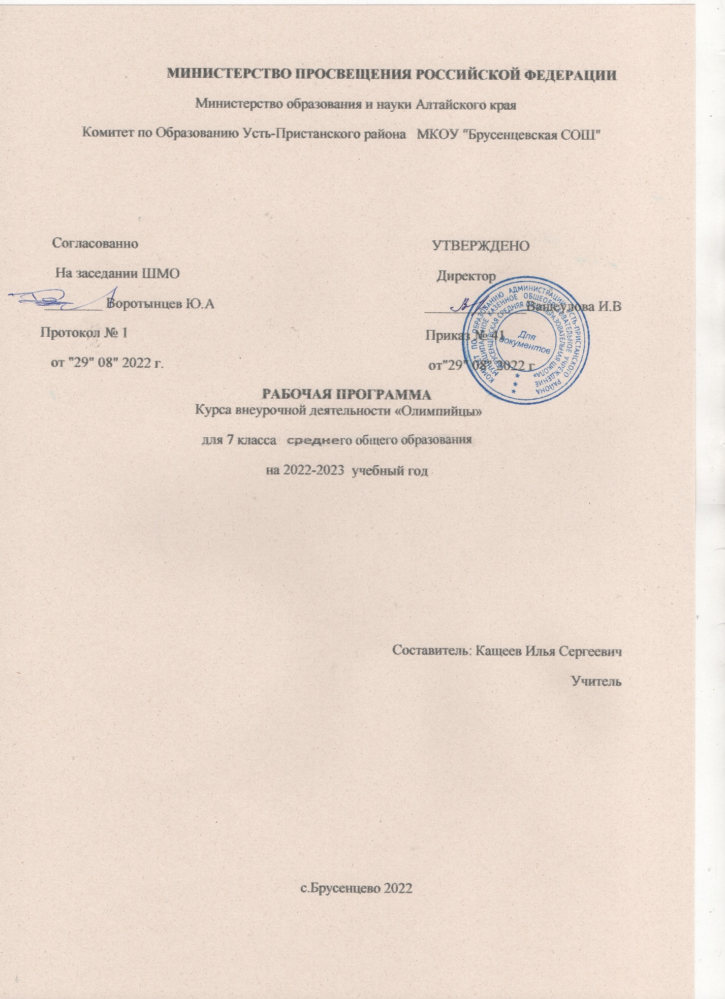 МИНИСТЕРСТВО ПРОСВЕЩЕНИЯ РОССИЙСКОЙ ФЕДЕРАЦИИ
Министерство образования и науки Алтайского края
Комитет по Образованию Усть-Пристанского района МКОУ "Брусенцевская СОШ"
Согласованно
На заседании ШМО
Воротынцев Ю.А
Протокол № 1
от "29" 08" 2022 г.
УТВЕРЖДЕНО
Директор
И.В
Приказ № 41
от"29" 08" 2022 г
КОМИТЕТ ПО ОБРАЗОВАНИЮ АДМИНИСТРАЦИИ УСТЬ-ПРИСТАНСКОГО РАЙОНА
МУНИЦИПАЛЬНОЕ КАЗЕННОЕ ОБЩЕОБРАЗОВАТЕЛЬНОЕ УЧРЕЖДЕНИЕ
«БРУСЕНЦЕВСКАЯ СРЕДНЯЯ ОБЩЕОБРАЗОВАТЕЛЬНАЯ ШКОЛА»
Для
документов
* * *
РАБОЧАЯ ПРОГРАММА
Курса внеурочной деятельности «Олимпийцы»
для 7 класса среднего общего образования
на 2022-2023 учебный год
Составитель: Кащеев Илья Сергеевич
Учитель
с.Брусенцево 2022